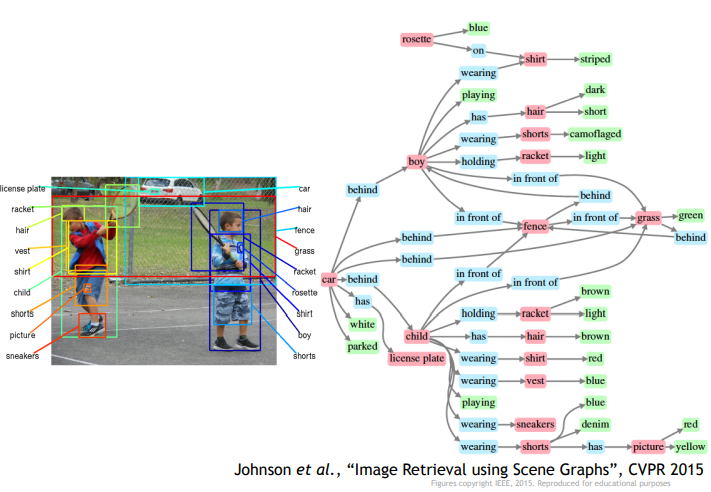 license plate
racket
hair
vest
shirt
child
shorts
picture
sneakers
car
hair
fence
grass
racket
rosette
shirt
boy
shorts
rosette
blue
on
shirt
striped
wearing
playing
has
hair
dark
short
wearing
shorts
camoflaged
boy
holding
racket
light
in front of
behind
behind
in front of
fence
in front of
grass
green
behind
behind
behind
car
behind
in front of
in front of
has
white
parked
license plate
child
holding
racket
brown
light
has
hair
brown
wearing
shirt
red
wearing
vest
blue
playing
wearing
sneakers
wearing
shorts
blue
denim
has
picture
red
yellow
Johnson et al., “Image Retrieval using Scene Graphs”, CVPR 2015
Figures copyright IEEE, 2015. Reproduced for educational purposes